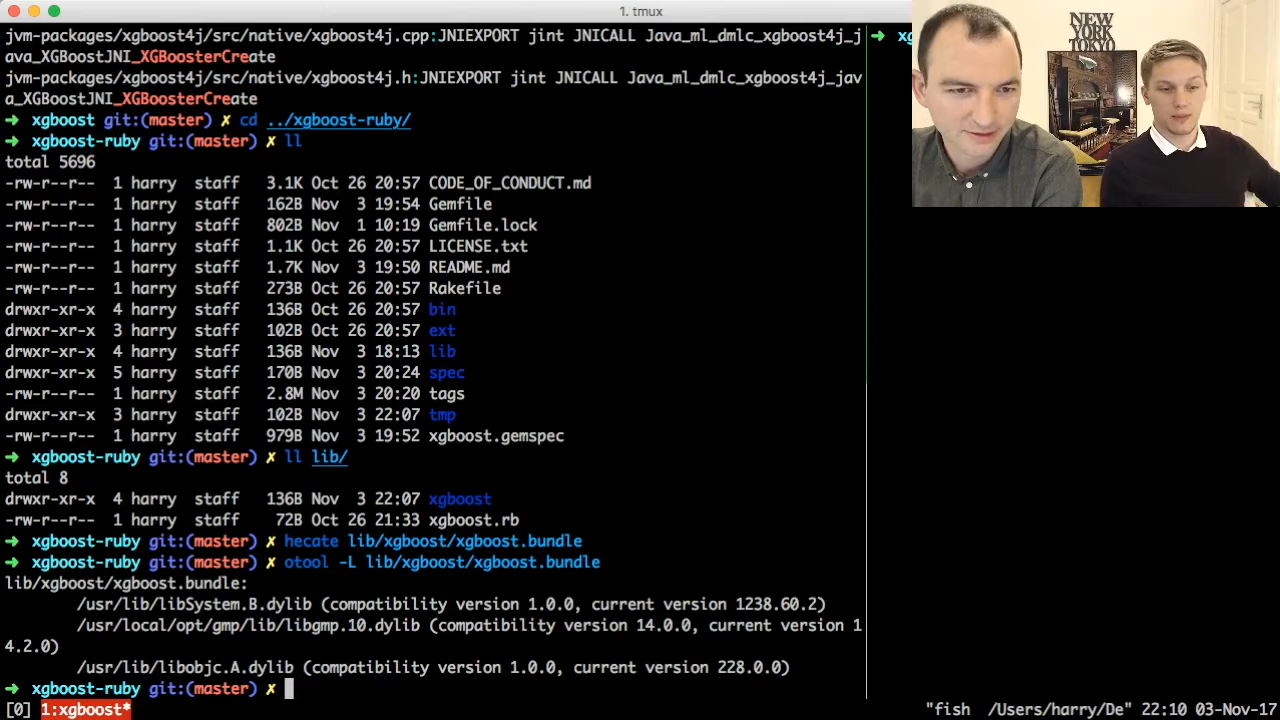 1. tmux
jvm-packages/xgboost4j/src/native/xgboost4j.cpp:JNIEXPORT jint JNICALL Java_ml_dmlc_xgboost4j_j
ava_XGBoostJNI_XGBoosterCreate
jvm-packages/xgboost4j/src/native/xgboost4j.h:JNIEXPORT jint JNICALL Java_ml_dmlc_xgboost4j_jav
a_XGBoostJNI_XGBoosterCreate
➜ xgboost git:(master) ✗ cd ../xgboost-ruby/
➜ xgboost-ruby git:(master) ✗ ll
total 5696
-rw-r--r-- 1 harry staff 3.1K Oct 26 20:57 CODE_OF_CONDUCT.md
-rw-r--r-- 1 harry staff 162B Nov 3 19:54 Gemfile
-rw-r--r-- 1 harry staff 802B Nov 1 10:19 Gemfile.lock
-rw-r--r-- 1 harry staff 1.1K Oct 26 20:57 LICENSE.txt
-rw-r--r-- 1 harry staff 1.7K Nov 3 19:50 README.md
-rw-r--r-- 1 harry staff 273B Oct 26 20:57 Rakefile
drwxr-xr-x 4 harry staff 136B Oct 26 20:57 bin
drwxr-xr-x 3 harry staff 102B Oct 26 20:57 ext
drwxr-xr-x 4 harry staff 136B Nov 3 18:13 lib
drwxr-xr-x 5 harry staff 170B Nov 3 20:24 spec
-rw-r--r-- 1 harry staff 2.8M Nov 3 20:20 tags
drwxr-xr-x 3 harry staff 102B Nov 3 22:07 tmp
-rw-r--r-- 1 harry staff 979B Nov 3 19:52 xgboost.gemspec
➜ xgboost-ruby git:(master) ✗ ll lib/
total 8
drwxr-xr-x 4 harry staff 136B Nov 3 22:07 xgboost
-rw-r--r-- 1 harry staff 72B Oct 26 21:33 xgboost.rb
➜ xgboost-ruby git:(master) ✗ hecate lib/xgboost/xgboost.bundle
➜ xgboost-ruby git:(master) ✗ otool -L lib/xgboost/xgboost.bundle
lib/xgboost/xgboost.bundle:
/usr/lib/libSystem.B.dylib (compatibility version 1.0.0, current version 1238.60.2)
/usr/local/opt/gmp/lib/libgmp.10.dylib (compatibility version 14.0.0, current version 1
4.2.0)
/usr/lib/libobjc.A.dylib (compatibility version 1.0.0, current version 228.0.0)
➜ xgboost-ruby git:(master) ✗
[0] 1:xgboost*
"fish /Users/harry/De" 22:10 03-Nov-17
➜ xg
NEW
YORK
TOKYO